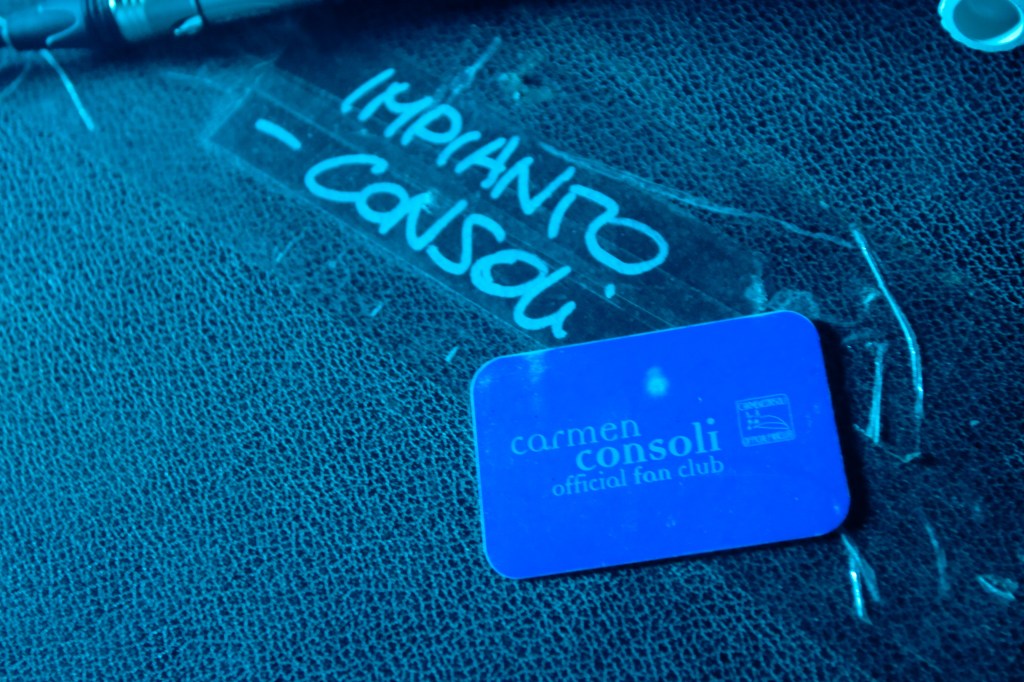 IMPIANTO
- CONSOLI
carmen
consoli
official fan club